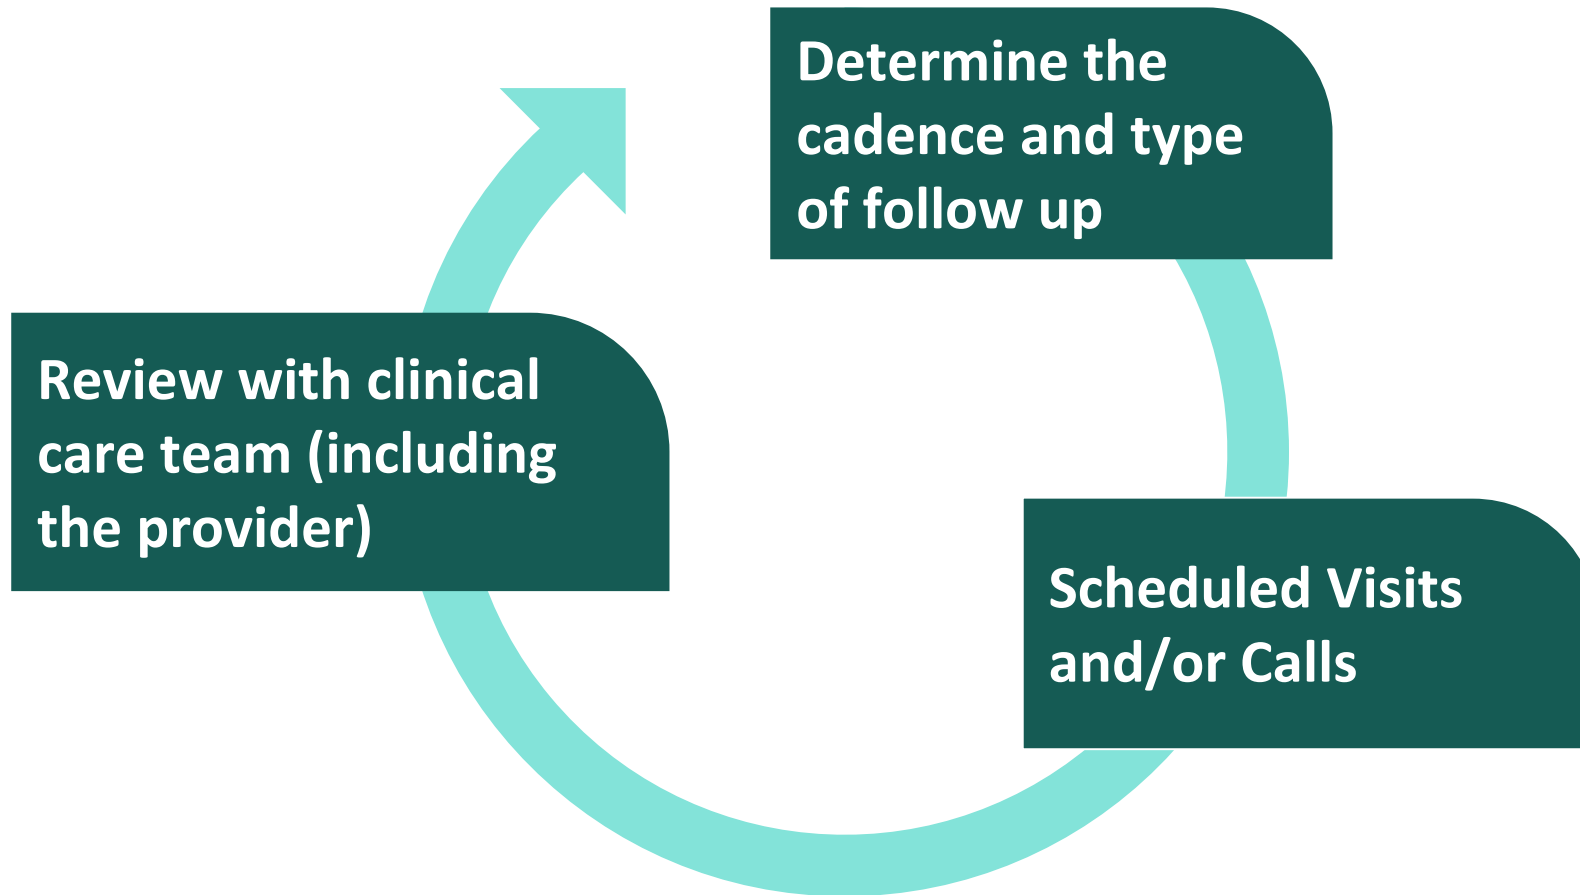 Determine the
cadence and type
of follow up
Scheduled Visits
and/or Calls
Review with clinical
care team (including
the provider)